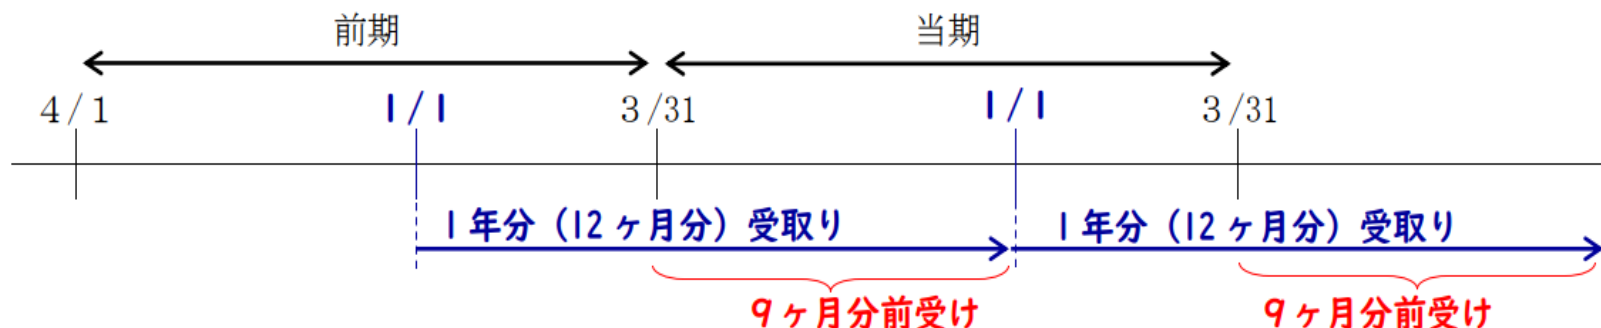 前期 当期
4/1 1/1 3/31 1/1 3/31
1年分（12ヶ月分）受取り 1年分（12ヶ月分）受取り
9ヶ月分前受け 9ヶ月分前受け